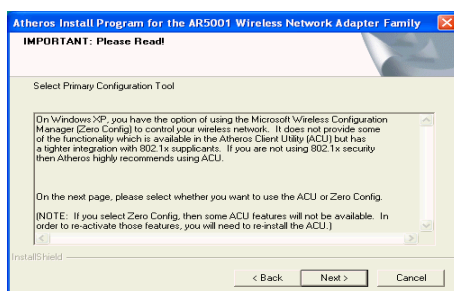 Atheros Install Program for the AR5001 Wireless Network Adapter Family
IMPORTANT: Please Read!
Select Primary Configuration Tool
On Windows XP, you have the option of using the Microsoft Wireless Configuration
Manager (Zero Config) to control your wireless network. It does not provide some
of the functionality which is available in the Atheros Client Utility (ACU) but has
a tighter integration with 802.1x supplicants. If you are not using 802.1x security
then Atheros highly recommends using ACU.
On the next page, please select whether you want to use the ACU or Zero Config.
(NOTE: If you select Zero Config, then some ACU features will not be available. In
order to re-activate those features, you will need to re-install the ACU.)
InstallShield
< Back
Next >
Cancel